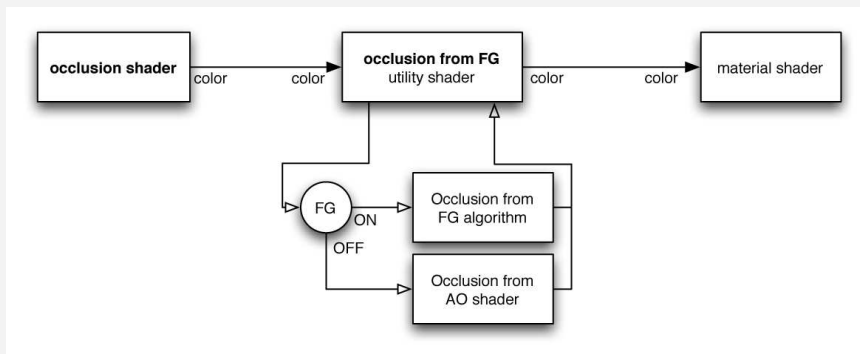 occlusion shader
color
color
occlusion from FG
utility shader
color
color
material shader
FG
ON
OFF
Occlusion from
FG algorithm
Occlusion from
AO shader